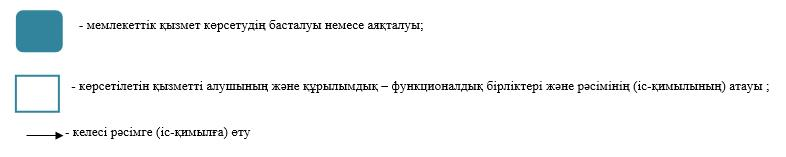 - мемлекеттік қызмет көрсетудің басталуы немесе аяқталуы;
- көрсетілетін қызметті алушының және құрылымдық – функционалдық бірліктері және рәсімінің (іс-қимылының) атауы ;
- келесі рәсімге (іс-қимылға) өту